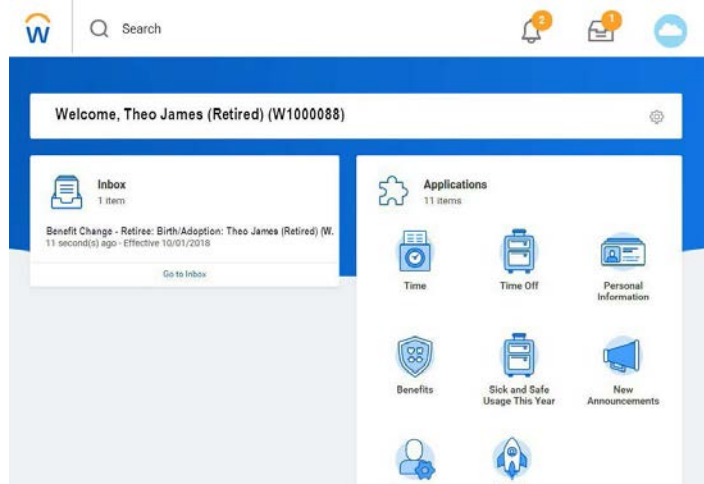 W
Search
2
1
Welcome, Theo James (Retired) (W1000088)
Inbox
1 item
Benefit Change - Retiree: Birth/Adoption: Theo James (Retired) (W.
11 second(s) ago - Effective 10/01/2018
Go to Inbox
Applications
11 items
Time
Time Off
Personal
Information
Benefits
Sick and Safe
Usage This Year
New
Announcements